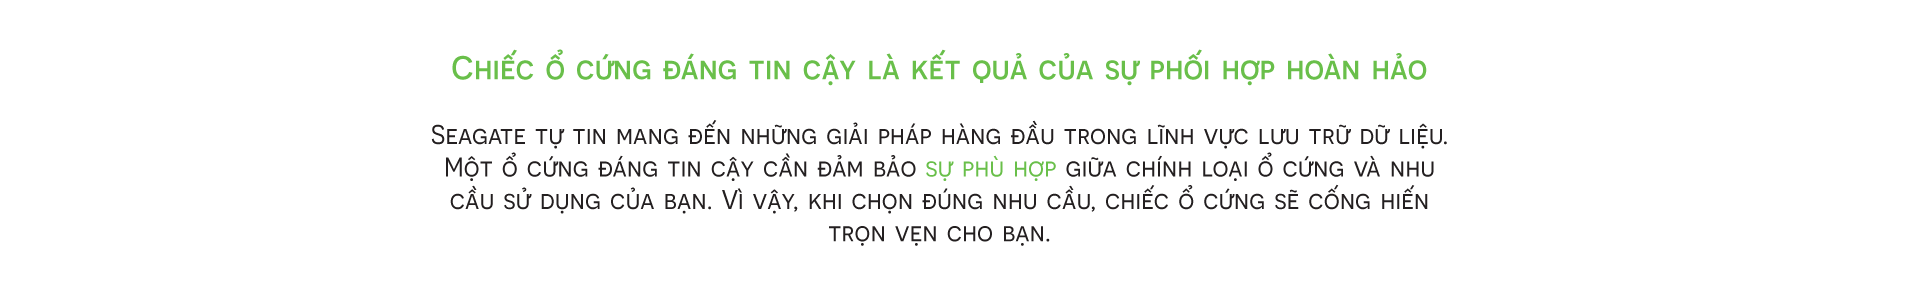 Chiếc ổ cứng đáng tin cậy là kết quả của sự phối hợp hoàn hảo
Seagate tự tin mang đến những giải pháp hàng đầu trong lĩnh vực lưu trữ dữ liệu.
Một ổ cứng đáng tin cậy cần đảm bảo sự phù hợp giữa chính loại ổ cứng và nhu
cầu sử dụng của bạn. Vì vậy, khi chọn đúng nhu cầu, chiếc ổ cứng sẽ cống hiến
trọn vẹn cho bạn.